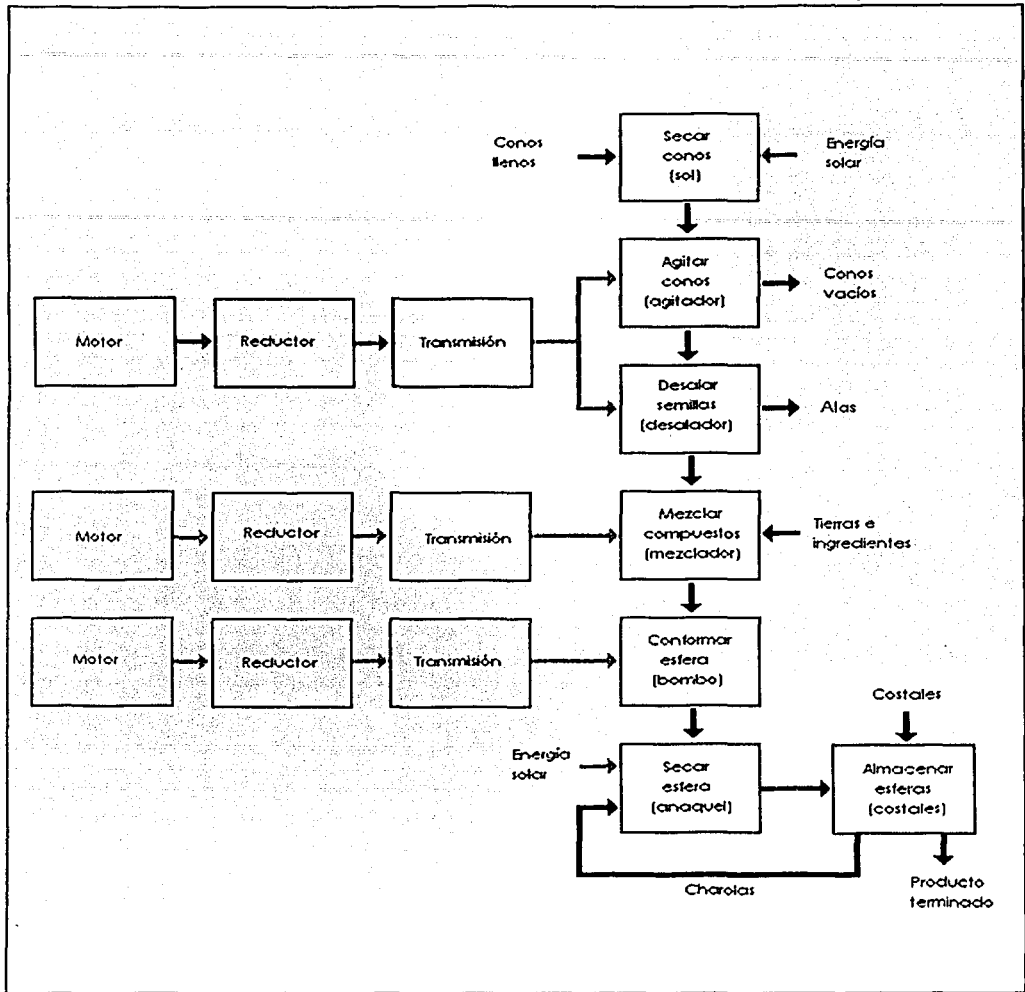 Conos
llenos
Secar
conos
(sol)
Energía
solar
Agitar
conos
(agitador)
Conos
vacíos
Motor
Reductor
Transmisión
Desalar
semillas
(desalador)
Alas
Motor
Reductor
Transmisión
Mezclar
compuestos
(mezclador)
Tierras e
ingredientes
Motor
Reductor
Transmisión
Conformar
esfera
(bombo)
Costales
Energía
solar
Secar
esfera
(anaquel)
Almacenar
esferas
(costales)
Charolas
Producto
terminado